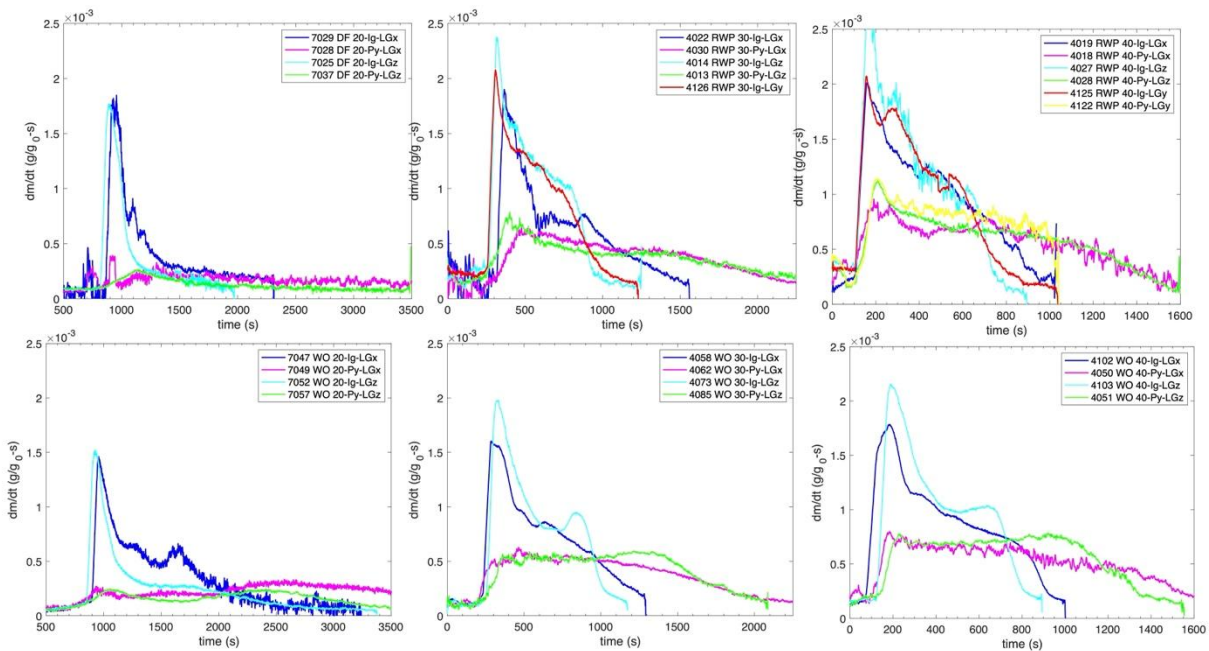 ×10⁻³
2.5
2
1.5
1
0.5
0
dm/dt (g/g₀-s)
7029 DF 20-Ig-LGx
7028 DF 20-Py-LGx
7025 DF 20-Ig-LGz
7037 DF 20-Py-LGz
500 1000 1500 2000 2500 3000 3500
time (s)
×10⁻³
2.5
2
1.5
1
0.5
0
dm/dt (g/g₀-s)
4022 RWP 30-Ig-LGx
4030 RWP 30-Py-LGx
4014 RWP 30-Ig-LGz
4013 RWP 30-Py-LGz
4126 RWP 30-Ig-LGy
0 500 1000 1500 2000
time (s)
×10⁻³
2.5
2
1.5
1
0.5
0
dm/dt (g/g₀-s)
4019 RWP 40-Ig-LGx
4018 RWP 40-Py-LGx
4027 RWP 40-Ig-LGz
4028 RWP 40-Py-LGz
4125 RWP 40-Ig-LGy
4122 RWP 40-Py-LGy
0 200 400 600 800 1000 1200 1400 1600
time (s)
×10⁻³
2.5
2
1.5
1
0.5
0
dm/dt (g/g₀-s)
7047 WO 20-Ig-LGx
7049 WO 20-Py-LGx
7052 WO 20-Ig-LGz
7057 WO 20-Py-LGz
500 1000 1500 2000 2500 3000 3500
time (s)
×10⁻³
2.5
2
1.5
1
0.5
0
dm/dt (g/g₀-s)
4058 WO 30-Ig-LGx
4062 WO 30-Py-LGx
4073 WO 30-Ig-LGz
4085 WO 30-Py-LGz
0 500 1000 1500 2000
time (s)
×10⁻³
2.5
2
1.5
1
0.5
0
dm/dt (g/g₀-s)
4102 WO 40-Ig-LGx
4050 WO 40-Py-LGx
4103 WO 40-Ig-LGz
4051 WO 40-Py-LGz
0 200 400 600 800 1000 1200 1400 1600
time (s)